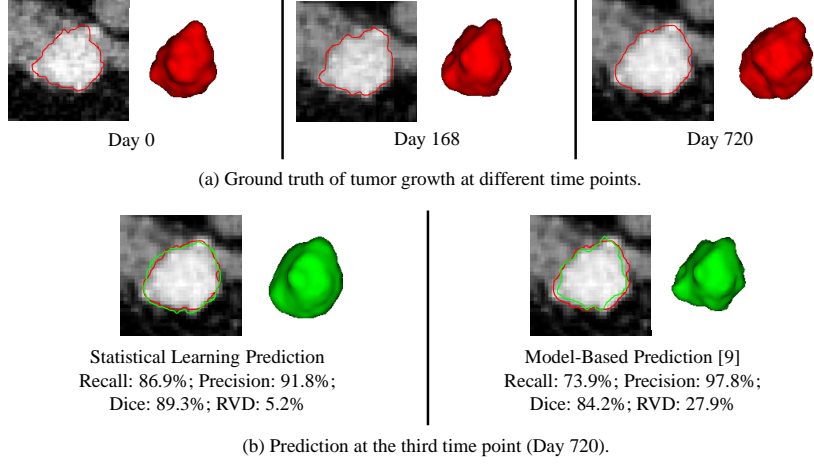 Day 0
Day 168
Day 720
(a) Ground truth of tumor growth at different time points.
Statistical Learning Prediction
Recall: 86.9%; Precision: 91.8%;
Dice: 89.3%; RVD: 5.2%
Model-Based Prediction [9]
Recall: 73.9%; Precision: 97.8%;
Dice: 84.2%; RVD: 27.9%
(b) Prediction at the third time point (Day 720).